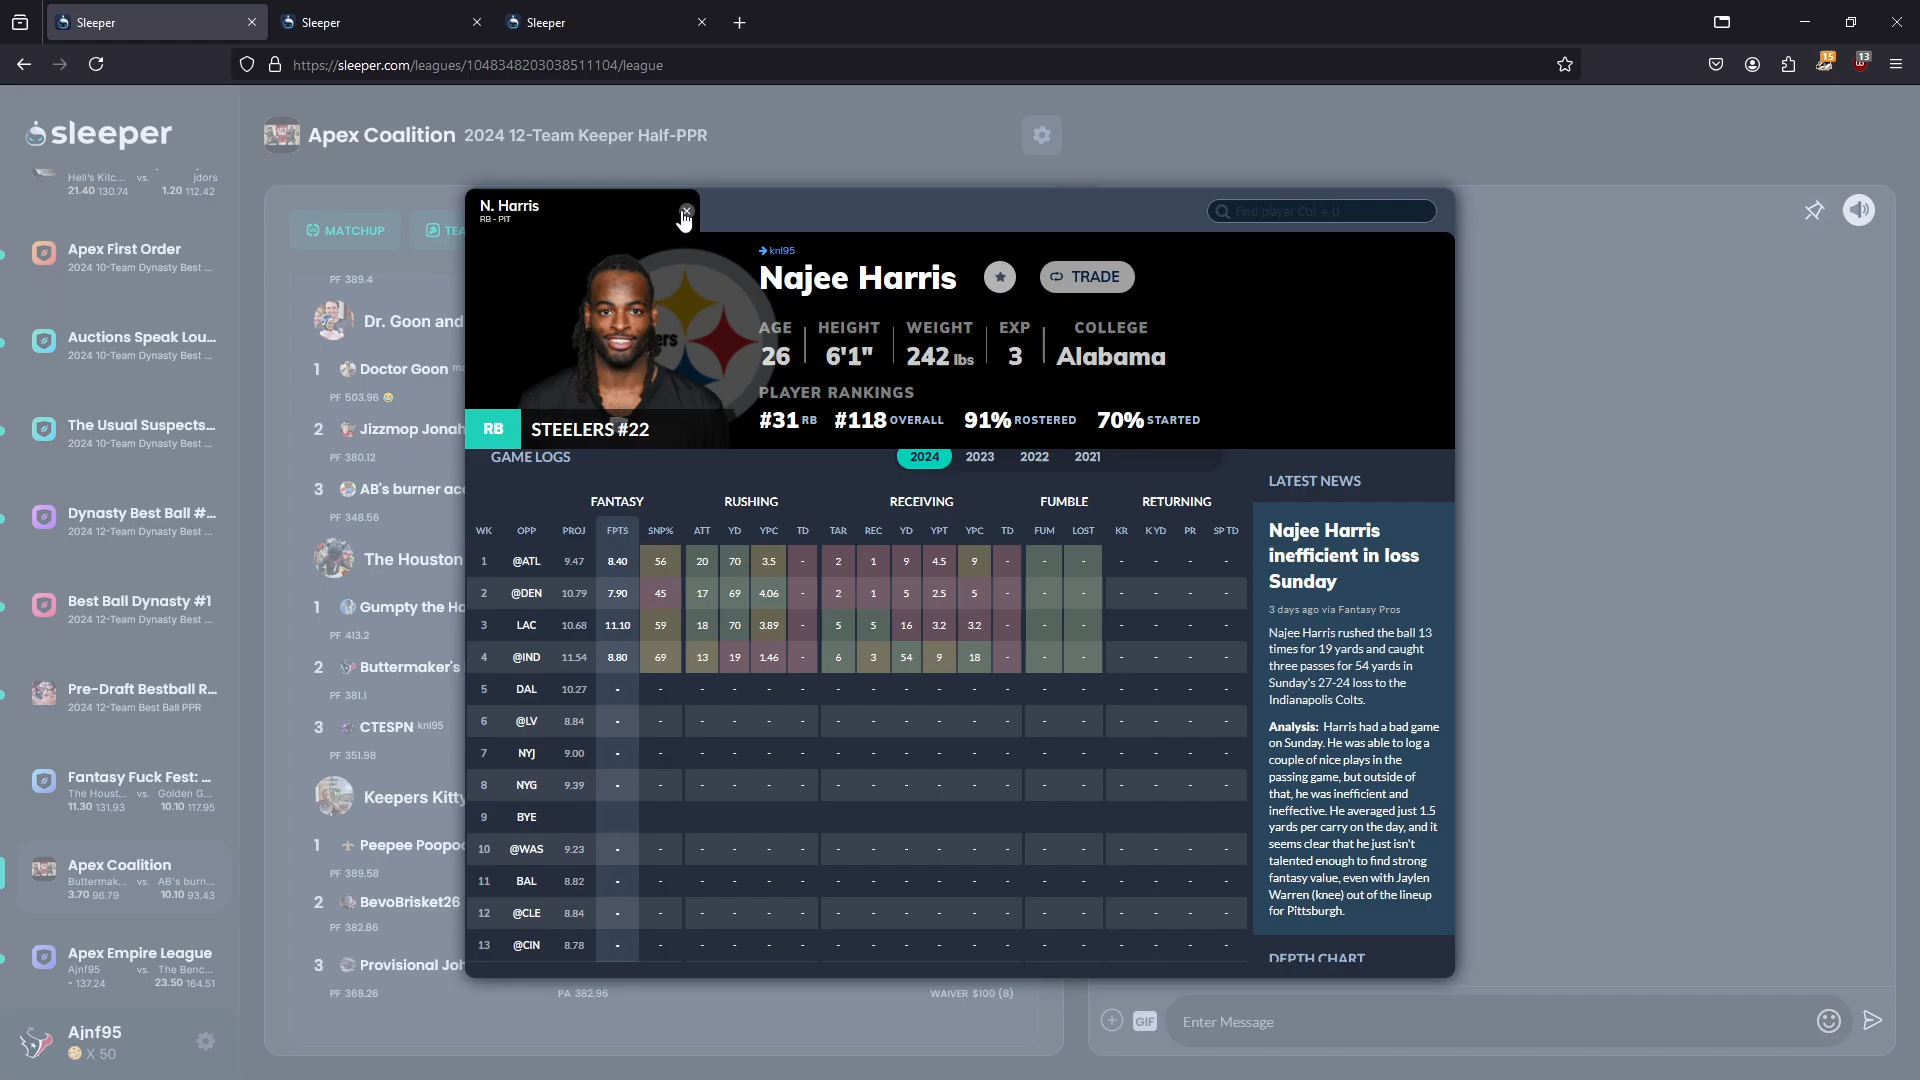 Sleeper
Sleeper
Sleeper
https://sleeper.com/leagues/1048348203038511104/league
15
13
sleeper
Apex Coalition 2024 12-Team Keeper Half-PPR
Hell's Kitc... vs. jdors
21.40 130.74 1.20 112.42
Apex First Order
2024 10-Team Dynasty Best ...
Auctions Speak Lou...
2024 10-Team Dynasty Best ...
The Usual Suspects...
2024 10-Team Dynasty Best ...
Dynasty Best Ball #...
2024 12-Team Dynasty Best ...
Best Ball Dynasty #1
2024 12-Team Dynasty Best ...
Pre-Draft Bestball R...
2024 12-Team Best Ball PPR
Fantasy Fuck Fest: ...
The Houst... vs. Golden G...
11.30 131.93 10.10 117.95
Apex Coalition
Buttermak... vs. AB's burn...
3.70 96.79 10.10 93.43
Apex Empire League
Ajnf95 vs. The Benc...
- 137.24 23.50 164.51
Ajnf95
X 50
MATCHUP
TEA
PF 389.4
Dr. Goon and
1 Doctor Goon
PF 503.96
2 Jizzmop Jonah
PF 380.12
3 AB's burner acc
PF 348.56
The Houston
1 Gumpty the Ho
PF 413.2
2 Buttermaker's
PF 381.1
3 CTESPN knl95
PF 351.98
Keepers Kitty
1 Peepee Poopoo
PF 389.58
2 BevoBrisket26
PF 382.86
3 Provisional Joh
PF 368.26 PA 382.96 WAIVER $100 (8)
N. Harris
RB - PIT
Find player Ctrl + U
knl95
Najee Harris
TRADE
AGE HEIGHT WEIGHT EXP COLLEGE
26 6'1" 242 lbs 3 Alabama
PLAYER RANKINGS
#31 RB #118 OVERALL 91% ROSTERED 70% STARTED
RB STEELERS #22
GAME LOGS 2024 2023 2022 2021
FANTASY RUSHING RECEIVING FUMBLE RETURNING
WK OPP PROJ FPTS SNP% ATT YD YPC TD TAR REC YD YPT YPC TD FUM LOST KR K YD PR SP TD
1 @ATL 9.47 8.40 56 20 70 3.5 - 2 1 9 4.5 9 - - - - - - -
2 @DEN 10.79 7.90 45 17 69 4.06 - 2 1 5 2.5 5 - - - - - - -
3 LAC 10.68 11.10 59 18 70 3.89 - 5 5 16 3.2 3.2 - - - - - - -
4 @IND 11.54 8.80 69 13 19 1.46 - 6 3 54 9 18 - - - - - - -
5 DAL 10.27 - - - - - - - - - - - - - - - - - -
6 @LV 8.84 - - - - - - - - - - - - - - - - - -
7 NYJ 9.00 - - - - - - - - - - - - - - - - - -
8 NYG 9.39 - - - - - - - - - - - - - - - - - -
9 BYE
10 @WAS 9.23 - - - - - - - - - - - - - - - - - -
11 BAL 8.82 - - - - - - - - - - - - - - - - - -
12 @CLE 8.84 - - - - - - - - - - - - - - - - - -
13 @CIN 8.78 - - - - - - - - - - - - - - - - - -
LATEST NEWS
Najee Harris
inefficient in loss
Sunday
3 days ago via Fantasy Pros
Najee Harris rushed the ball 13
times for 19 yards and caught
three passes for 54 yards in
Sunday's 27-24 loss to the
Indianapolis Colts.
Analysis: Harris had a bad game
on Sunday. He was able to log a
couple of nice plays in the
passing game, but outside of
that, he was inefficient and
ineffective. He averaged just 1.5
yards per carry on the day, and it
seems clear that he just isn't
talented enough to find strong
fantasy value, even with Jaylen
Warren (knee) out of the lineup
for Pittsburgh.
DEPTH CHART
GIF
Enter Message